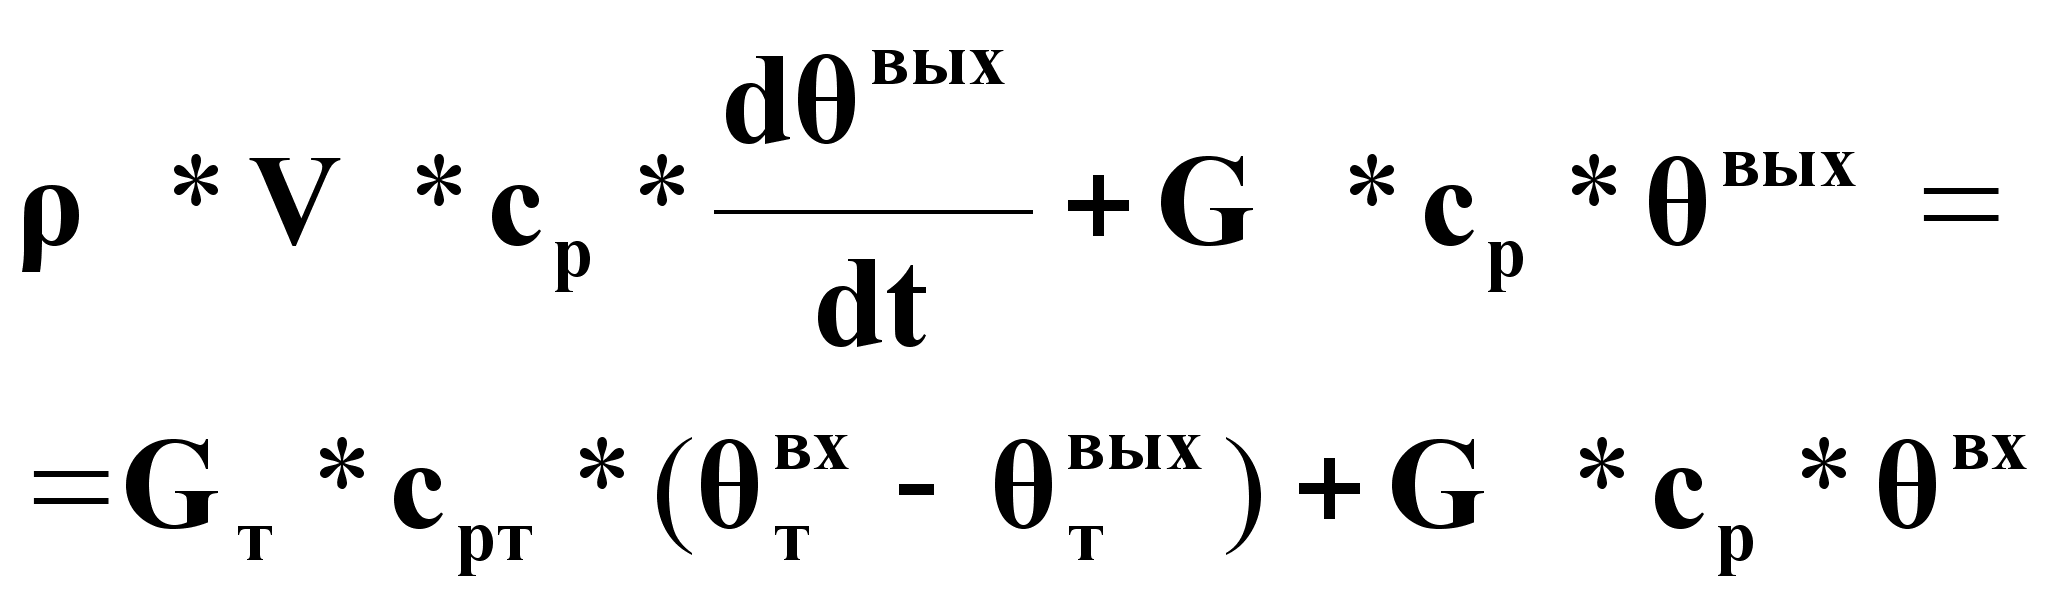 ρ * V * c_p * dθ^вых / dt + G * c_p * θ^вых =
=G_т * c_рт * (θ_т^вх - θ_т^вых) + G * c_p * θ^вх